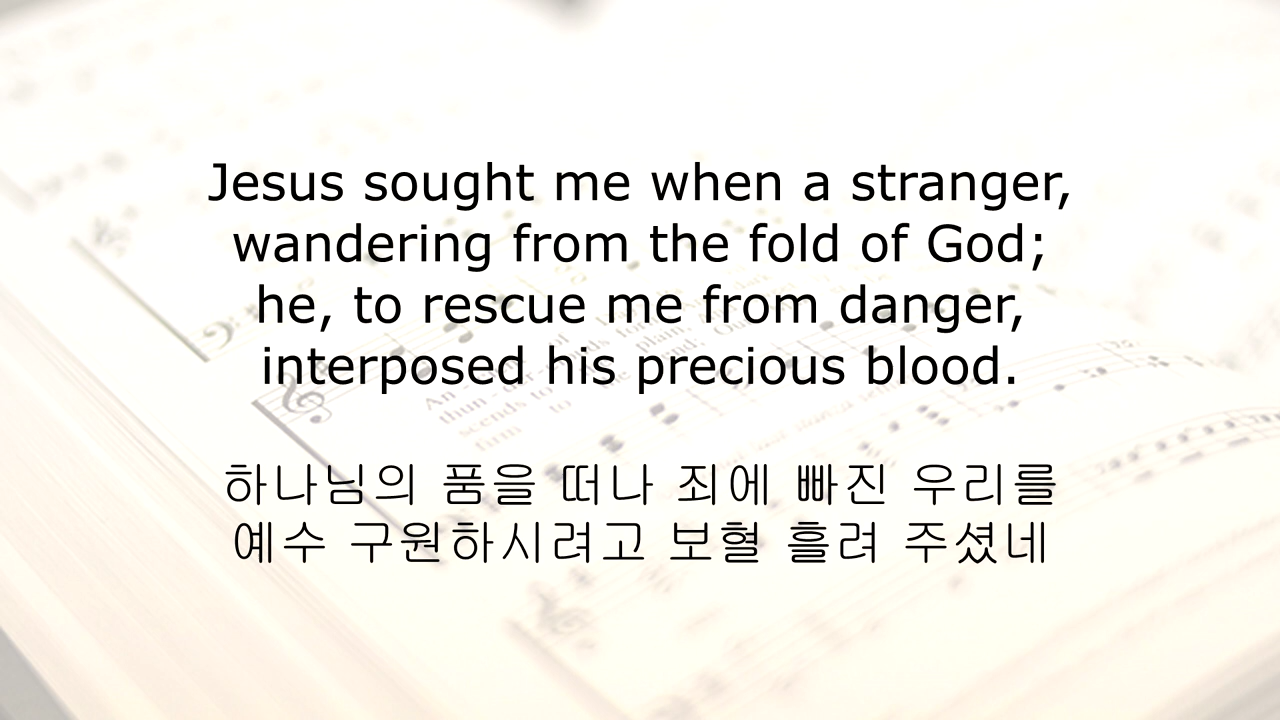 Jesus sought me when a stranger,
wandering from the fold of God;
he, to rescue me from danger,
interposed his precious blood.
하나님의 품을 떠나 죄에 빠진 우리를
예수 구원하시려고 보혈 흘려 주셨네